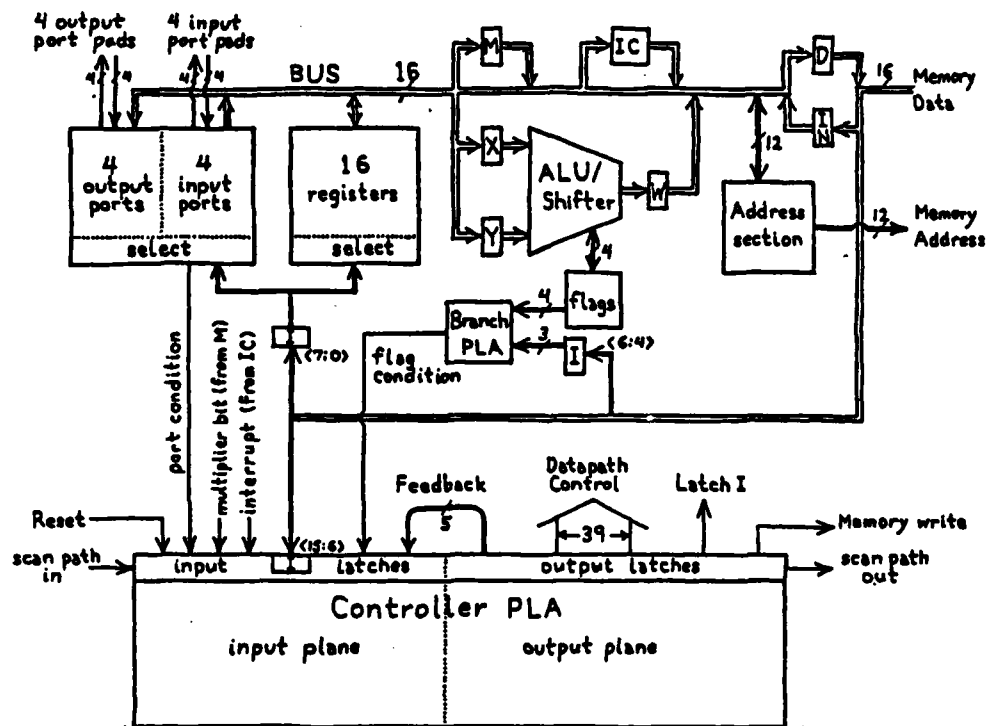 4 output
port pads
4 input
port pads
4
4
4
4
BUS
16
M
IC
D
16
Memory
Data
IN
12
4
output
ports
4
input
ports
select
16
registers
select
X
Y
ALU/
Shifter
W
Address
section
12
Memory
Address
4
flags
4
Branch
PLA
3
I
<6:4>
<7:0>
flag
condition
port condition
multiplier bit (from M)
interrupt (from IC)
Feedback
5
Datapath
Control
39
Latch I
Reset
Memory write
scan path
in
<15:6>
input
latches
output latches
scan path
out
Controller PLA
input plane
output plane